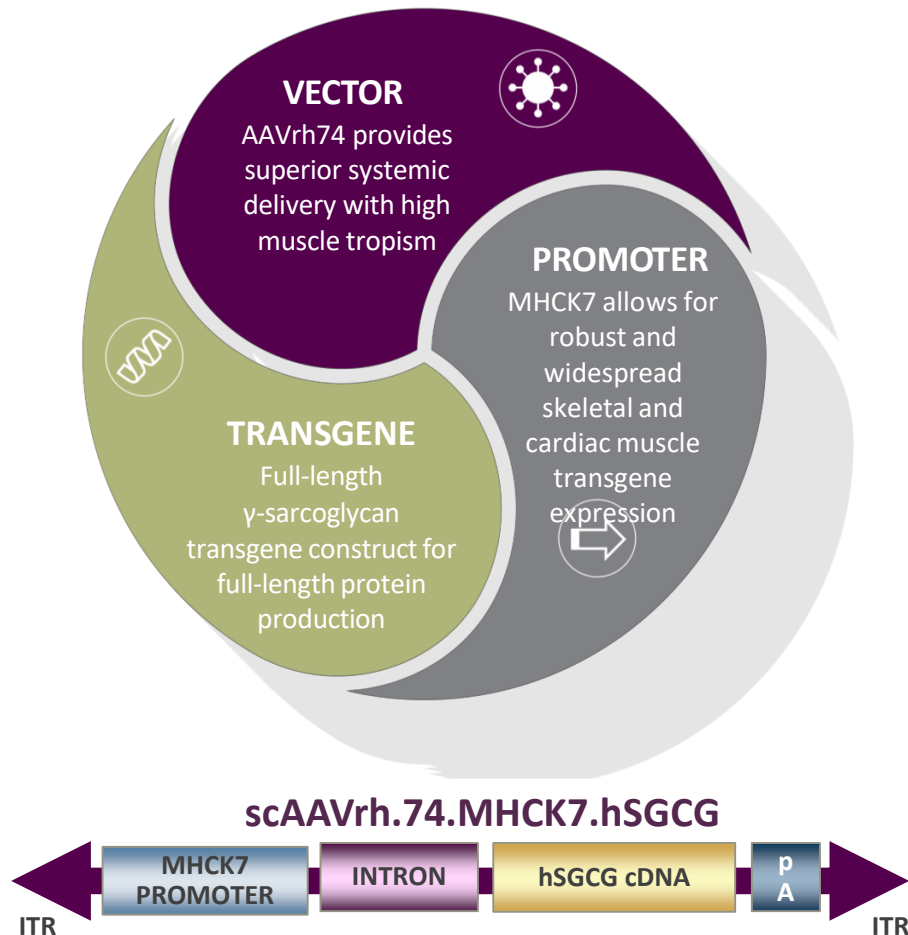 VECTOR
AAVrh74 provides
superior systemic
delivery with high
muscle tropism
PROMOTER
MHCK7 allows for
robust and
widespread
skeletal and
cardiac muscle
transgene
expression
TRANSGENE
Full-length
γ-sarcoglycan
transgene construct for
full-length protein
production
scAAVrh.74.MHCK7.hSGCG
MHCK7
PROMOTER
INTRON
hSGCG cDNA
p
A
ITR
ITR